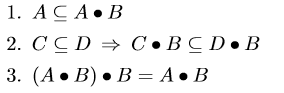 1. A ⊆ A • B
2. C ⊆ D ⇒ C • B ⊆ D • B
3. (A • B) • B = A • B